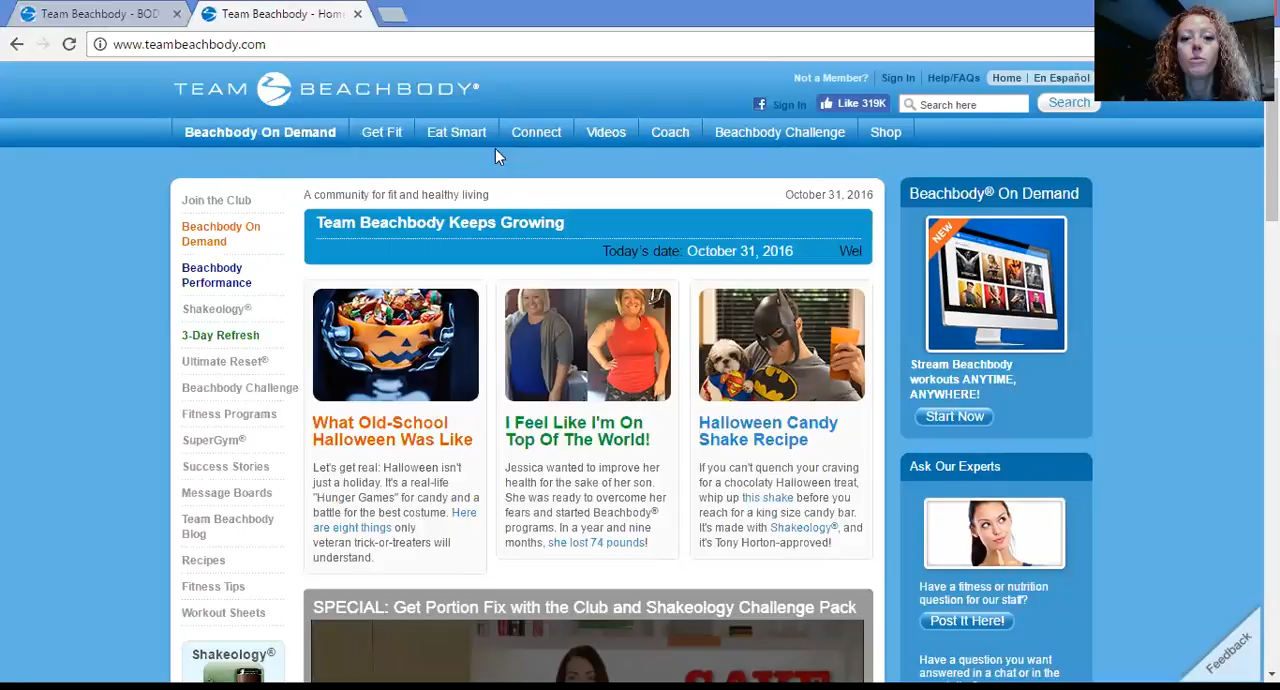 Team Beachbody - BOD
Team Beachbody - Hom
www.teambeachbody.com
TEAM BEACHBODY®
Not a Member? Sign In Help/FAQs Home En Español
Sign In Like 319K Search here Search
Beachbody On Demand Get Fit Eat Smart Connect Videos Coach Beachbody Challenge Shop
Join the Club
Beachbody On
Demand
Beachbody
Performance
Shakeology®
3-Day Refresh
Ultimate Reset®
Beachbody Challenge
Fitness Programs
SuperGym®
Success Stories
Message Boards
Team Beachbody
Blog
Recipes
Fitness Tips
Workout Sheets
Shakeology®
A community for fit and healthy living October 31, 2016
Team Beachbody Keeps Growing
Today's date: October 31, 2016 Wel
What Old-School
Halloween Was Like
Let's get real: Halloween isn't
just a holiday. It's a real-life
"Hunger Games" for candy and a
battle for the best costume. Here
are eight things only
veteran trick-or-treaters will
understand.
I Feel Like I'm On
Top Of The World!
Jessica wanted to improve her
health for the sake of her son.
She was ready to overcome her
fears and started Beachbody®
programs. In a year and nine
months, she lost 74 pounds!
Halloween Candy
Shake Recipe
If you can't quench your craving
for a chocolaty Halloween treat,
whip up this shake before you
reach for a king size candy bar.
It's made with Shakeology®, and
it's Tony Horton-approved!
SPECIAL: Get Portion Fix with the Club and Shakeology Challenge Pack
SAVE
Beachbody® On Demand
NEW
Stream Beachbody
workouts ANYTIME,
ANYWHERE!
Start Now
Ask Our Experts
Have a fitness or nutrition
question for our staff?
Post It Here!
Have a question you want
answered in a chat or in the
Feedback